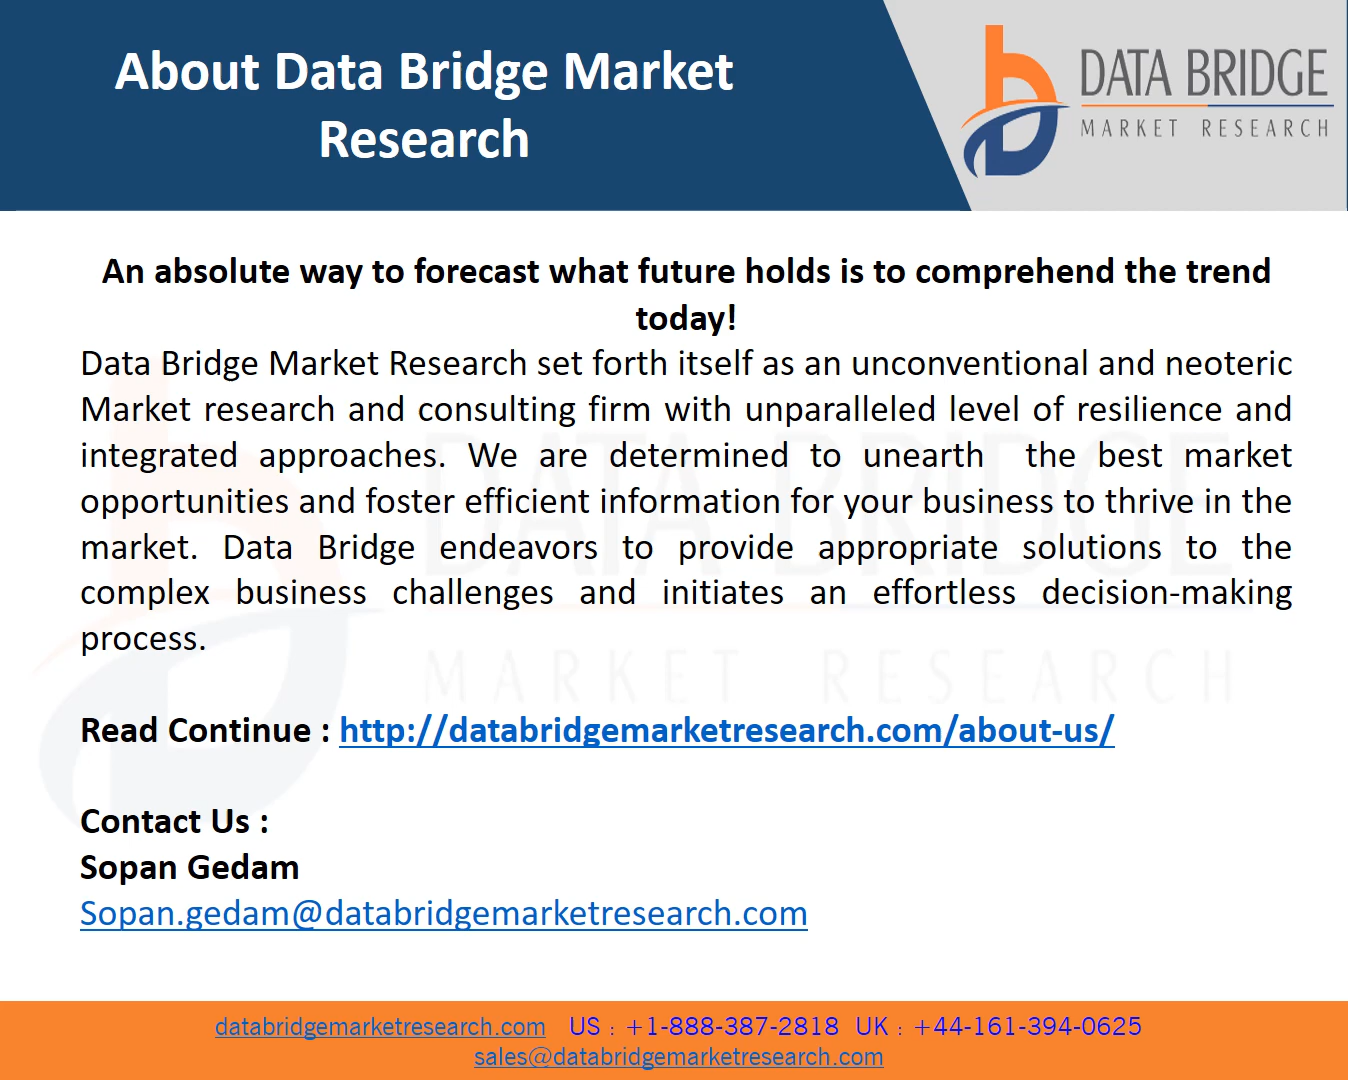 About Data Bridge Market
Research
DATA BRIDGE
MARKET RESEARCH
An absolute way to forecast what future holds is to comprehend the trend
today!
Data Bridge Market Research set forth itself as an unconventional and neoteric
Market research and consulting firm with unparalleled level of resilience and
integrated approaches. We are determined to unearth the best market
opportunities and foster efficient information for your business to thrive in the
market. Data Bridge endeavors to provide appropriate solutions to the
complex business challenges and initiates an effortless decision-making
process.
DATA BRIDGE
MARKET RESEARCH
Read Continue : http://databridgemarketresearch.com/about-us/
Contact Us :
Sopan Gedam
Sopan.gedam@databridgemarketresearch.com
databridgemarketresearch.com US : +1-888-387-2818 UK : +44-161-394-0625
sales@databridgemarketresearch.com